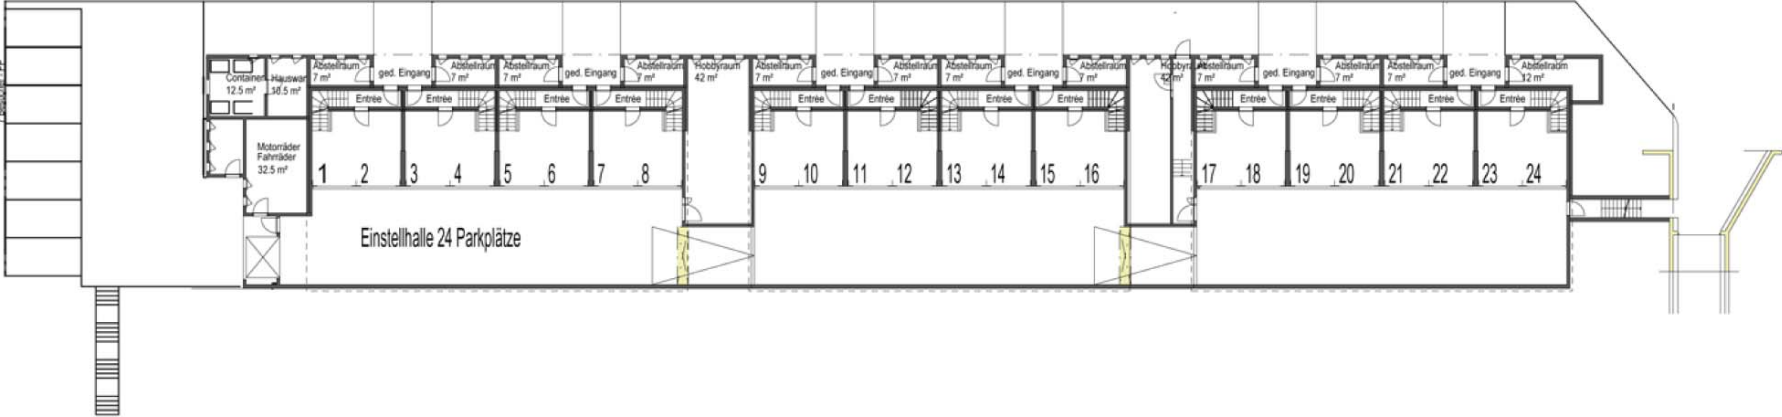 Abstellraum
7 m²
ged. Eingang
Abstellraum
7 m²
Abstellraum
7 m²
ged. Eingang
Abstellraum
7 m²
Hobbyraum
42 m²
Abstellraum
7 m²
ged. Eingang
Abstellraum
7 m²
Abstellraum
7 m²
ged. Eingang
Abstellraum
7 m²
42 m²
Abstellraum
7 m²
ged. Eingang
Abstellraum
7 m²
Abstellraum
7 m²
ged. Eingang
Abstellraum
12 m²
Container
12.5 m²
Hauswar
Entrée
Entrée
Entrée
Entrée
Entrée
Entrée
Entrée
Entrée
Entrée
Entrée
Entrée
Entrée
Motorräder
Fahrräder
32.5 m²
1 2 3 4 5 6 7 8 9 10 11 12 13 14 15 16 17 18 19 20 21 22 23 24
Einstellhalle 24 Parkplätze